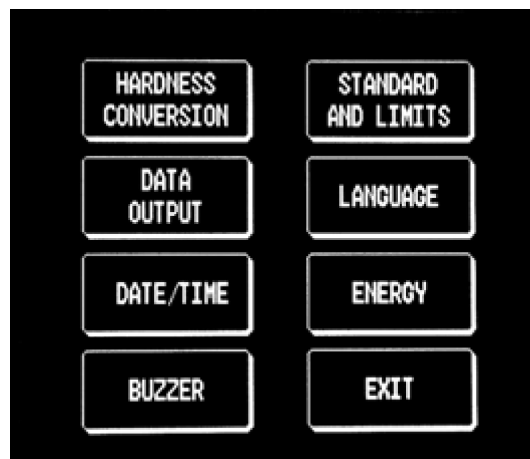 HARDNESS
CONVERSION
STANDARD
AND LIMITS
DATA
OUTPUT
LANGUAGE
DATE/TIME
ENERGY
BUZZER
EXIT